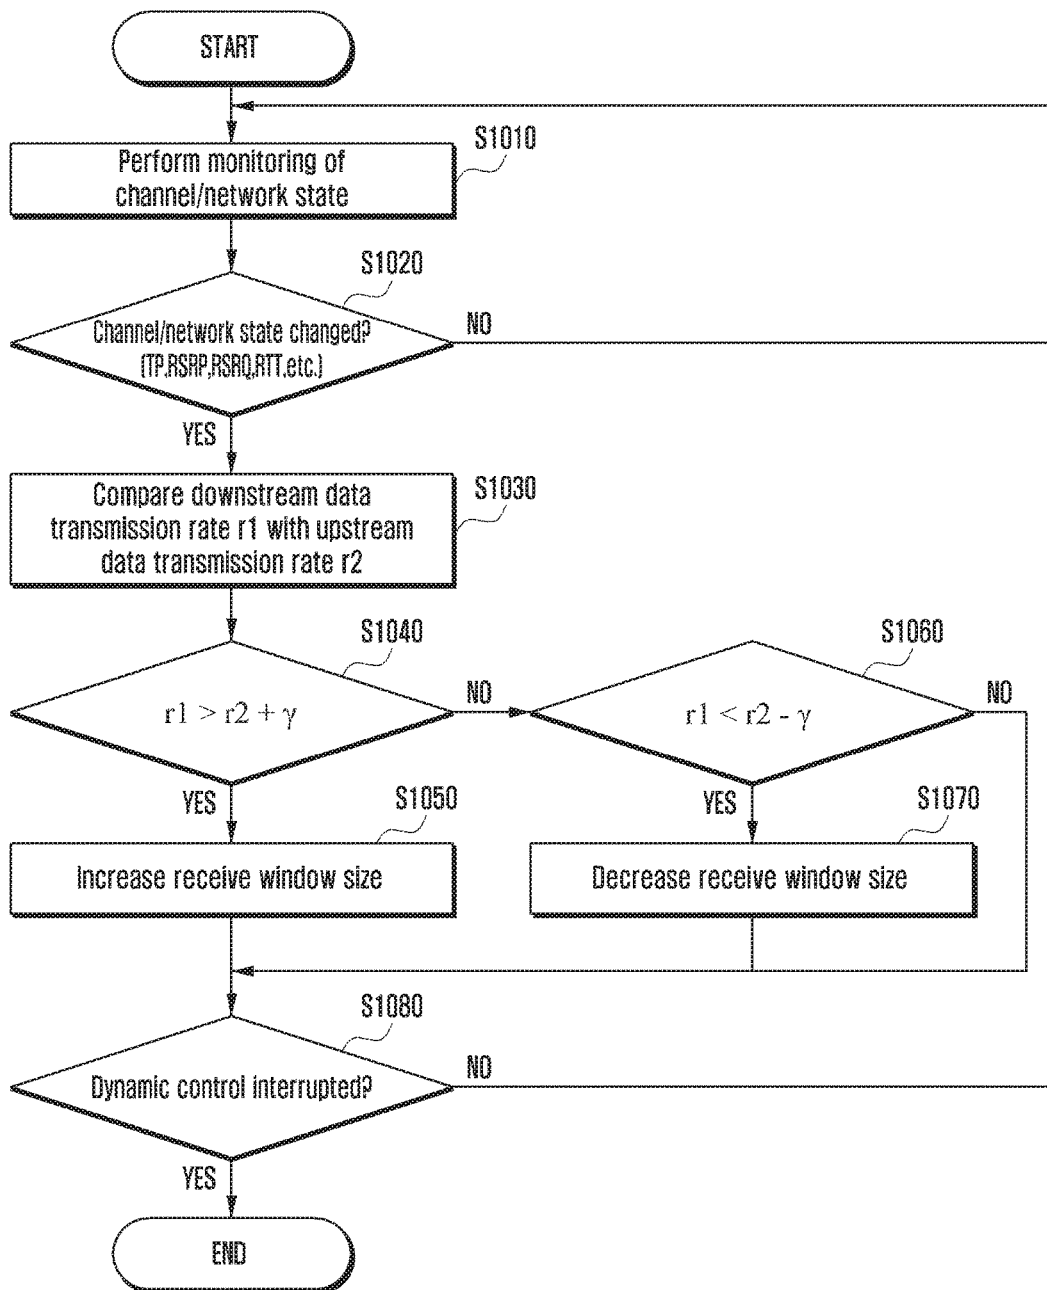 START
S1010
Perform monitoring of
channel/network state
S1020
Channel/network state changed?
(TP,RSRP,RSRQ,RTT,etc.)
NO
YES
S1030
Compare downstream data
transmission rate r1 with upstream
data transmission rate r2
S1040
r1 > r2 + γ
NO
S1060
r1 < r2 - γ
NO
YES
S1050
Increase receive window size
YES
S1070
Decrease receive window size
S1080
Dynamic control interrupted?
NO
YES
END